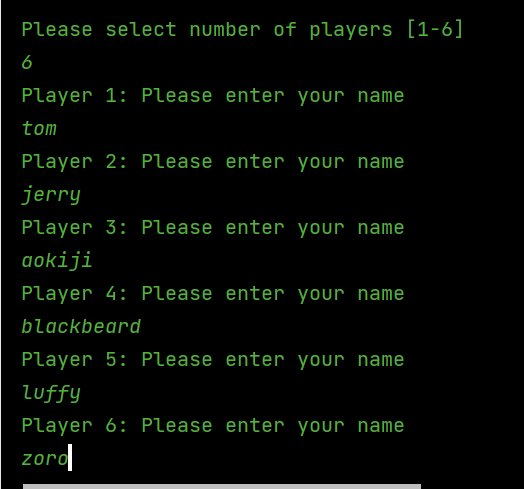 Please select number of players [1-6]
6
Player 1: Please enter your name
tom
Player 2: Please enter your name
jerry
Player 3: Please enter your name
aokiji
Player 4: Please enter your name
blackbeard
Player 5: Please enter your name
luffy
Player 6: Please enter your name
zoro